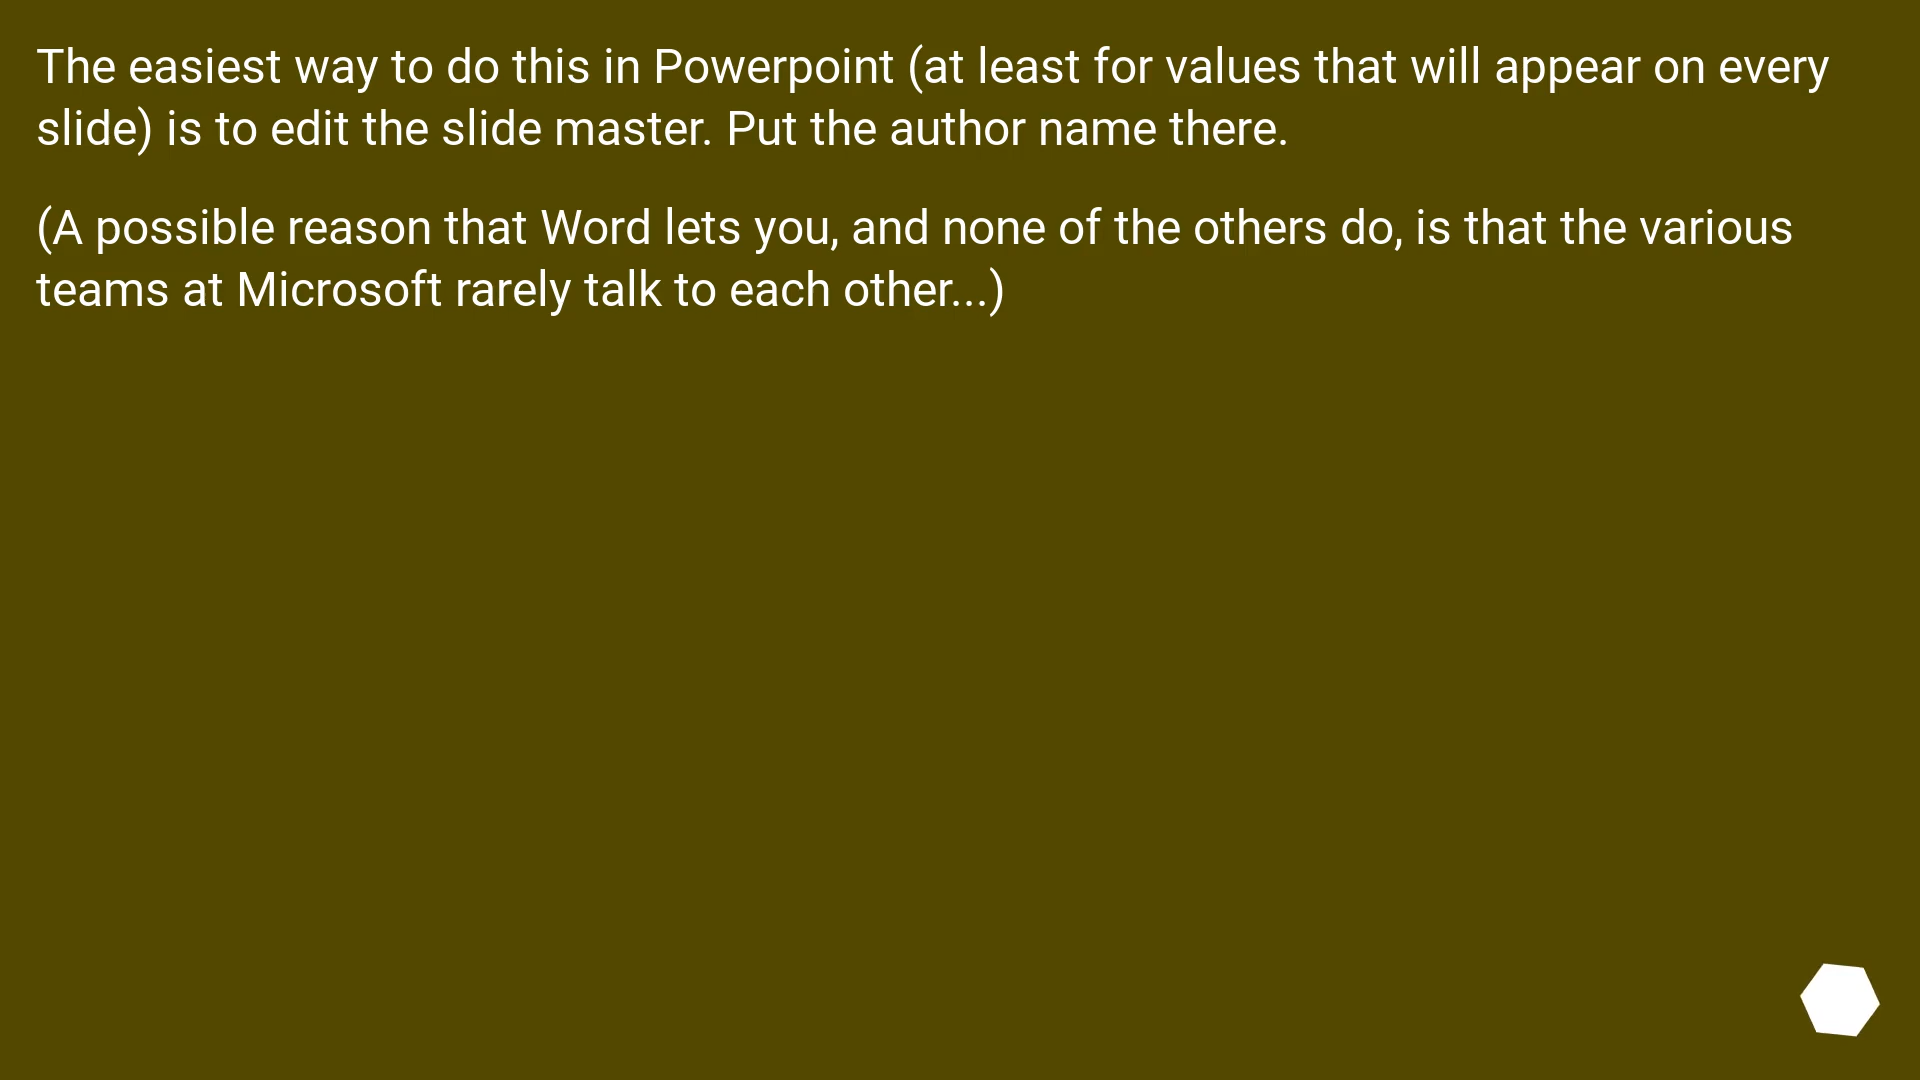 The easiest way to do this in Powerpoint (at least for values that will appear on every
slide) is to edit the slide master. Put the author name there.
(A possible reason that Word lets you, and none of the others do, is that the various
teams at Microsoft rarely talk to each other...)